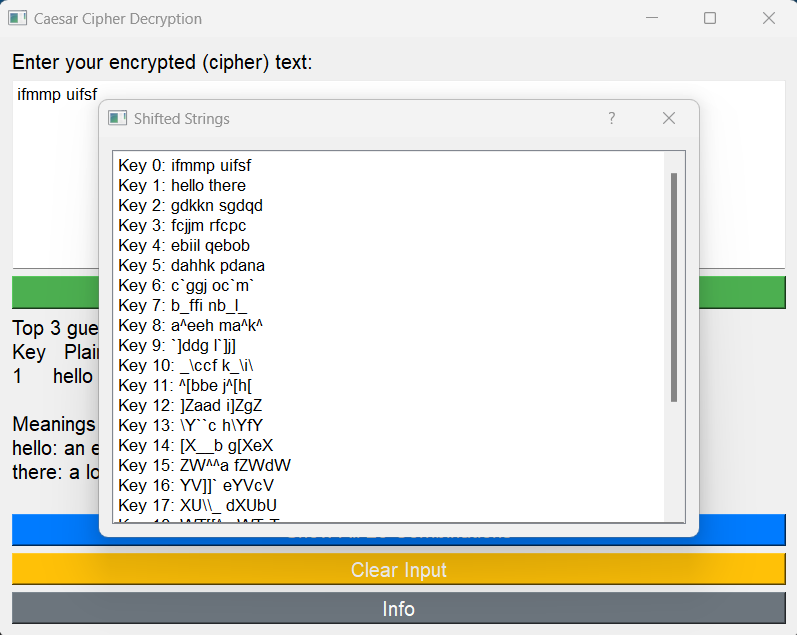 Caesar Cipher Decryption
Enter your encrypted (cipher) text:
ifmmp uifsf
Shifted Strings
?
Key 0: ifmmp uifsf
Key 1: hello there
Key 2: gdkkn sgdqd
Key 3: fcjjm rfcpc
Key 4: ebiil qebob
Key 5: dahhk pdana
Key 6: c`ggj oc`m`
Key 7: b_ffi nb_l_
Key 8: a^eeh ma^k^
Key 9: `]ddg l`]j]
Key 10: _\ccf k_\i\
Key 11: ^[bbe j^[h[
Key 12: ]Zaad i]ZgZ
Key 13: \Y``c h\YfY
Key 14: [X__b g[XeX
Key 15: ZW^^a fZWdW
Key 16: YV]]` eYVcV
Key 17: XU\\_ dXUbU
Top 3 gue
Key Plai
1 hello
Meanings
hello: an e
there: a lo
Clear Input
Info